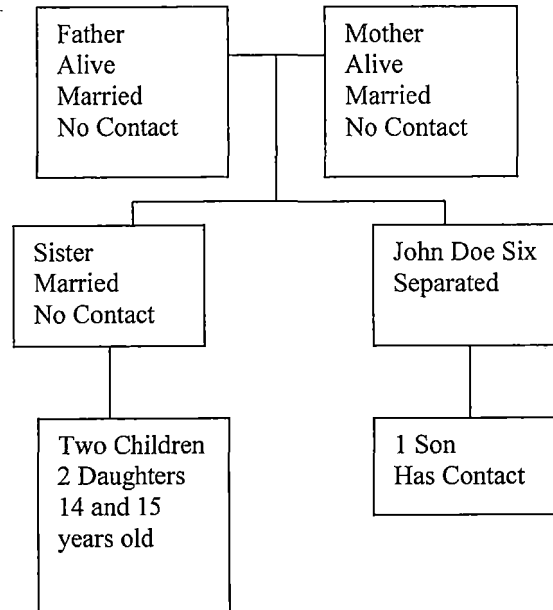 Father
Alive
Married
No Contact
Mother
Alive
Married
No Contact
Sister
Married
No Contact
John Doe Six
Separated
Two Children
2 Daughters
14 and 15
years old
1 Son
Has Contact